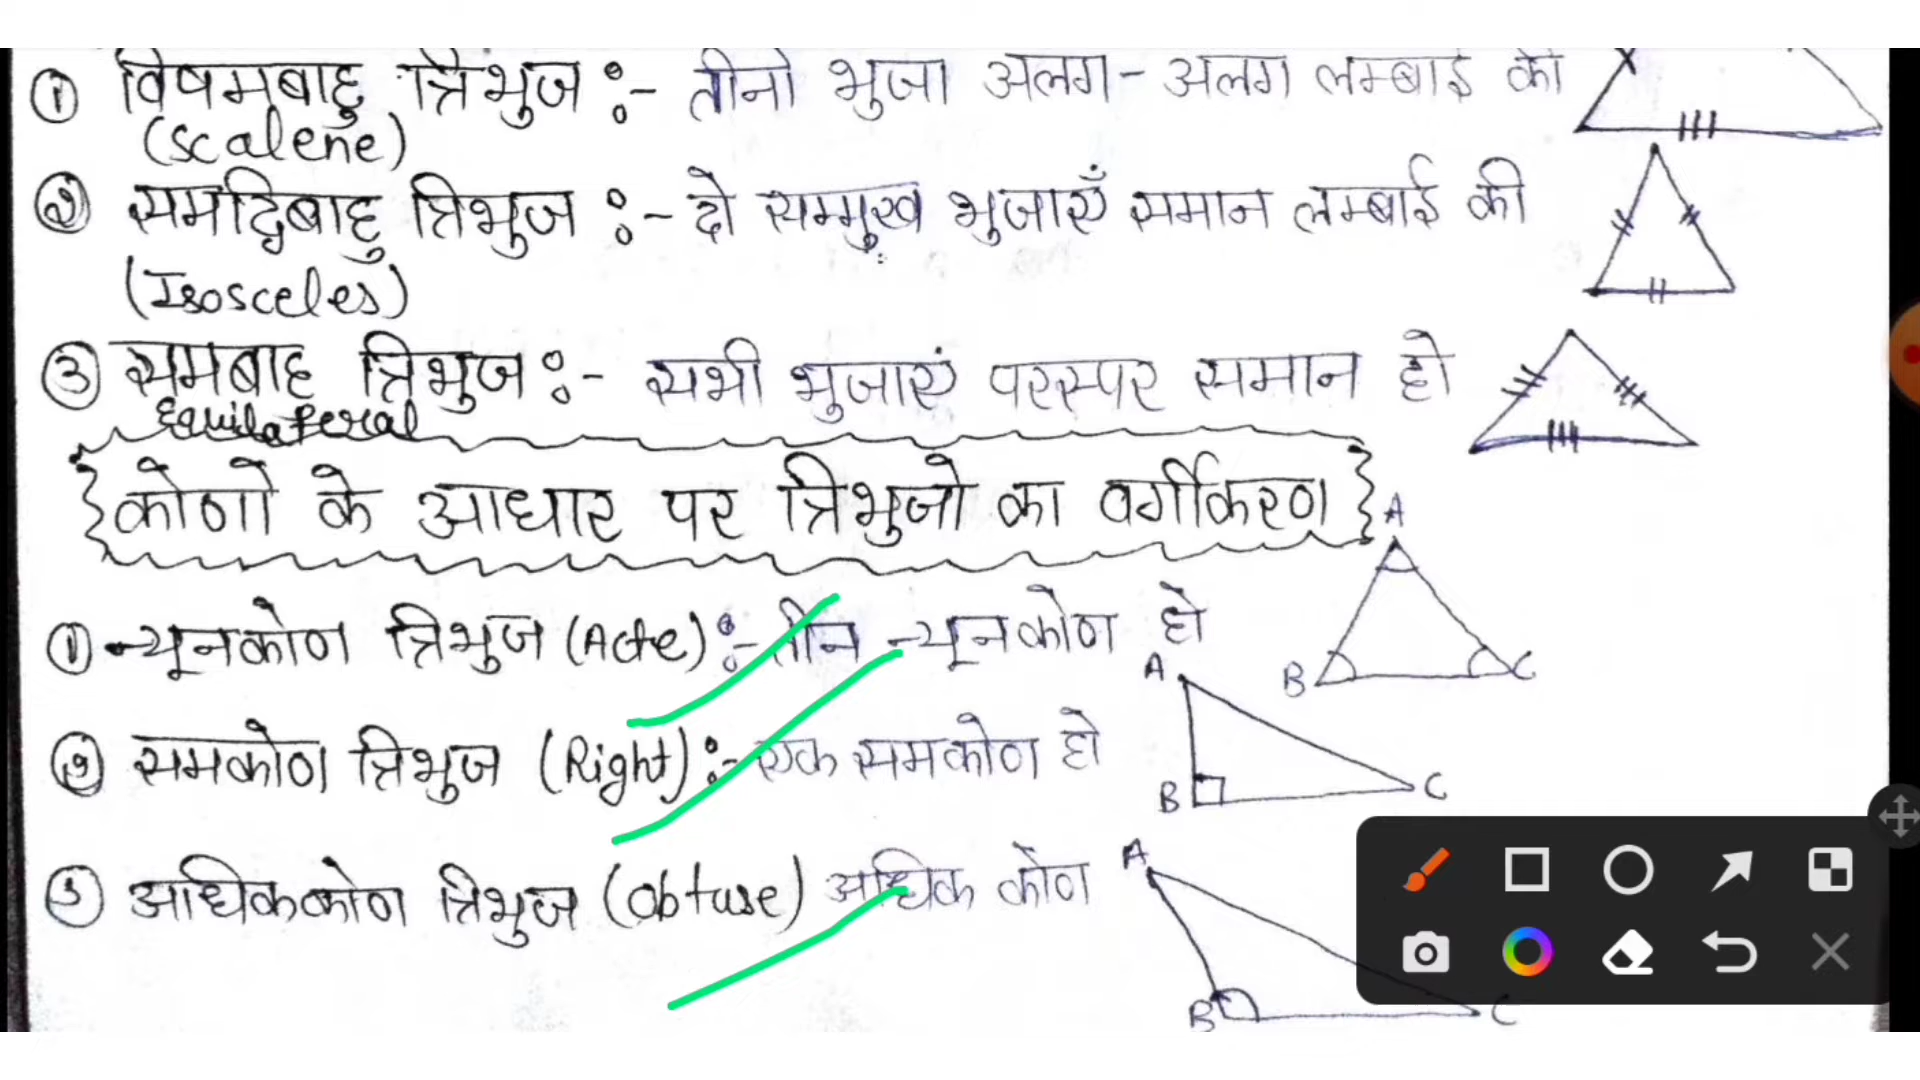 ① विषमबाहु त्रिभुज :- तीनो भुजा अलग-अलग लम्बाई की
(Scalene)
② समद्विबाहु त्रिभुज :- दो सम्मुख भुजाएँ समान लम्बाई की
(Isosceles)
③ समबाहु त्रिभुज :- सभी भुजाएं परस्पर समान हो
Equilateral
कोणो के आधार पर त्रिभुजो का वर्गीकरण
A
① न्यूनकोण त्रिभुज (Acte) :- तीन न्यूनकोण हो
B C
A
② समकोण त्रिभुज (Right) :- एक समकोण हो
B C
A
③ अधिककोण त्रिभुज (Obtuse) अधिक कोण
B C